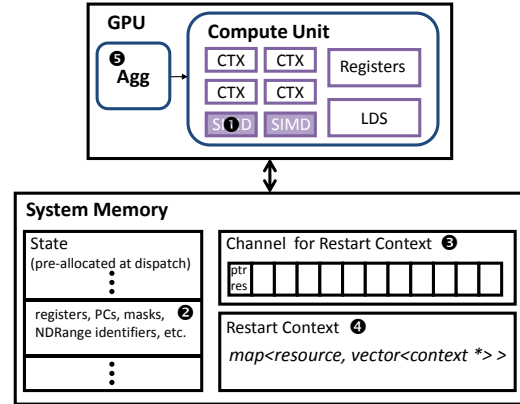 GPU
Compute Unit
❺
Agg
CTX CTX
Registers
CTX CTX
❶ SIMD
LDS
System Memory
State
(pre-allocated at dispatch)
registers, PCs, masks, ❷
NDRange identifiers, etc.
Channel for Restart Context ❸
ptr
res
Restart Context ❹
map<resource, vector<context *> >